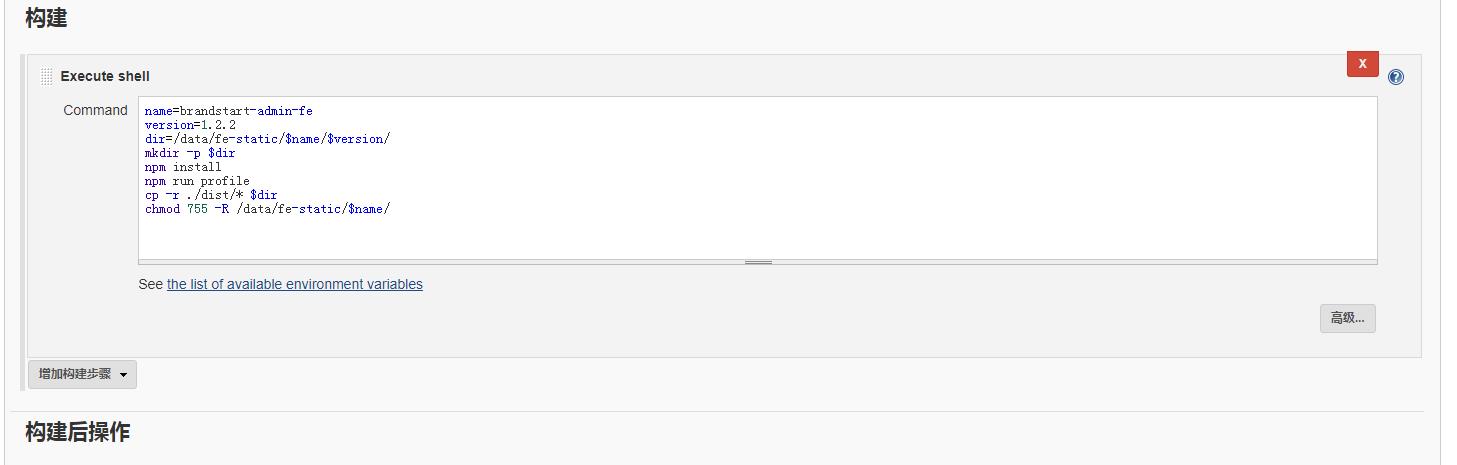 构建
Execute shell
X
?
Command
name=brandstart-admin-fe
version=1.2.2
dir=/data/fe-static/$name/$version/
mkdir -p $dir
npm install
npm run profile
cp -r ./dist/* $dir
chmod 755 -R /data/fe-static/$name/
See the list of available environment variables
高级...
增加构建步骤
构建后操作